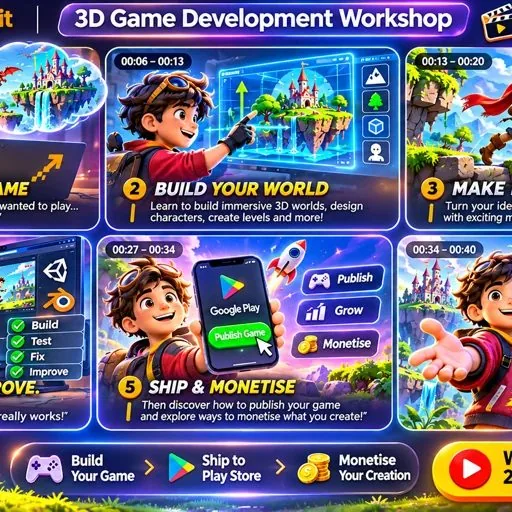 it
3D Game Development Workshop
AME
wanted to play...
00:06 – 00:13
2 BUILD YOUR WORLD
Learn to build immersive 3D worlds, design
characters, create levels and more!
00:13 – 00:20
3 MAKE
Turn your ide
with exciting m
Build
Test
Fix
Improve
ROVE.
really works!"
00:27 – 00:34
Google Play
Publish Game
Publish
Grow
Monetise
5 SHIP & MONETISE
Then discover how to publish your game
and explore ways to monetise what you create!"
00:34 – 00:40
Build
Your Game
Ship to
Play Store
Monetise
Your Creation
W
2